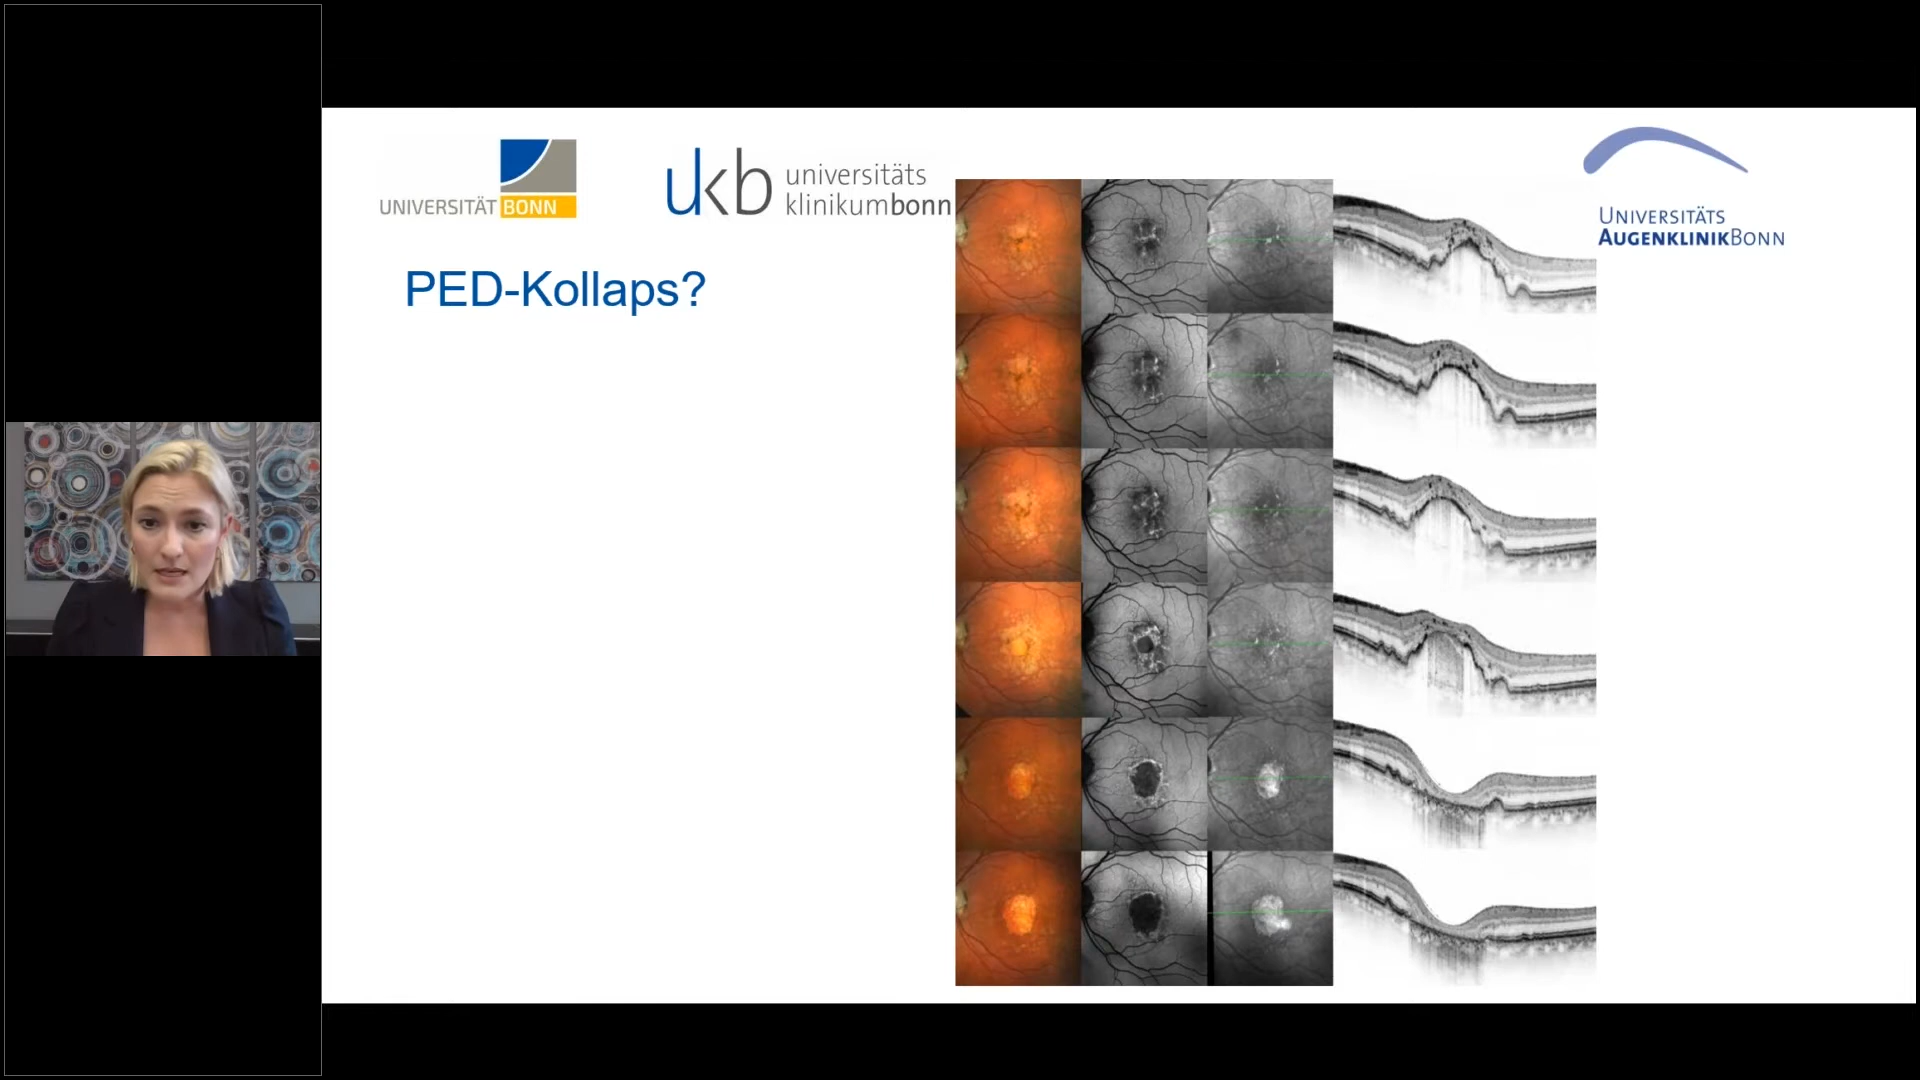 UNIVERSITÄT BONN
ukb universitäts
klinikumbonn
UNIVERSITÄTS
AUGENKLINIKBONN
PED-Kollaps?